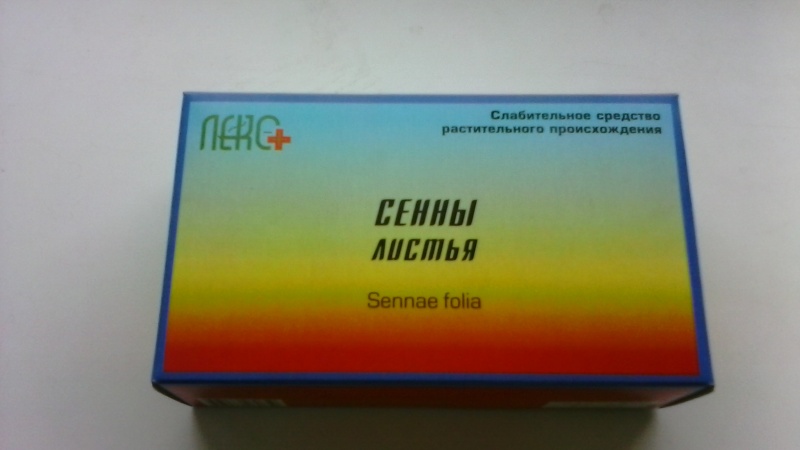 ЛЕКС+
Слабительное средство
растительного происхождения
СЕННЫ
ЛИСТЬЯ
Sennae folia